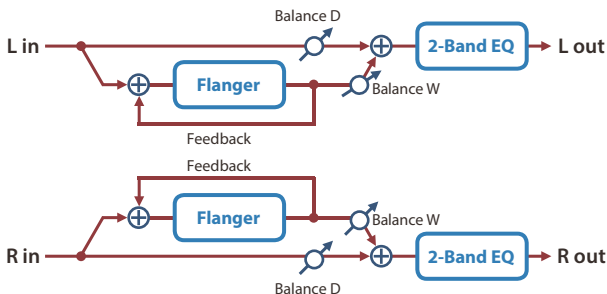 Balance D
L in
2-Band EQ
L out
Flanger
Balance W
Feedback
Feedback
Flanger
Balance W
R in
2-Band EQ
R out
Balance D